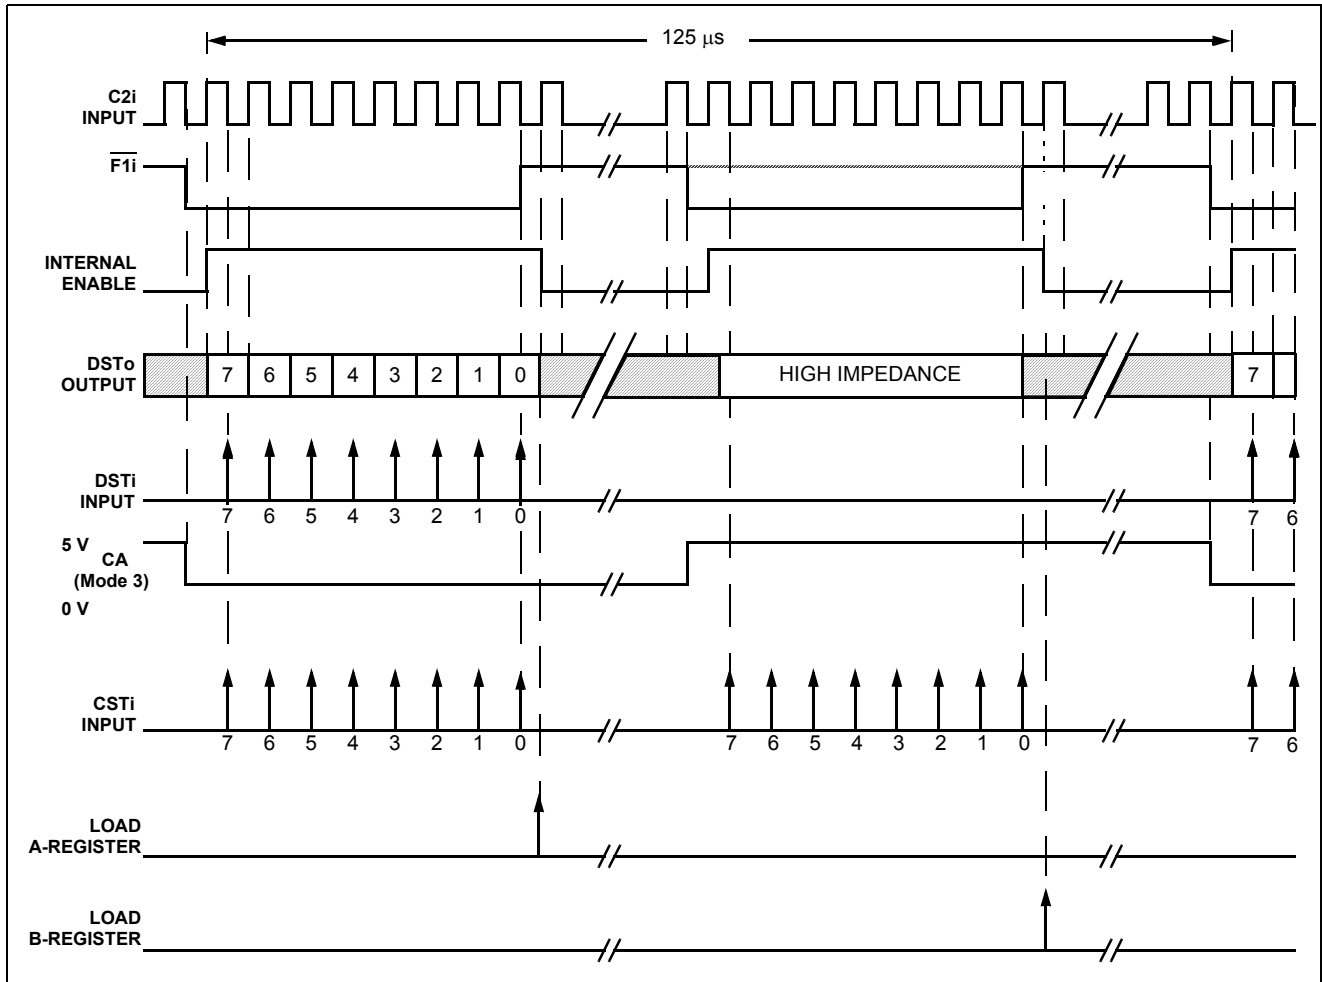 125 μs
C2i
INPUT
F1i
INTERNAL
ENABLE
DSTo
OUTPUT
7 6 5 4 3 2 1 0 HIGH IMPEDANCE 7
DSTi
INPUT
7 6 5 4 3 2 1 0 7 6
5 V
CA
(Mode 3)
0 V
CSTi
INPUT
7 6 5 4 3 2 1 0 7 6 5 4 3 2 1 0 7 6
LOAD
A-REGISTER
LOAD
B-REGISTER